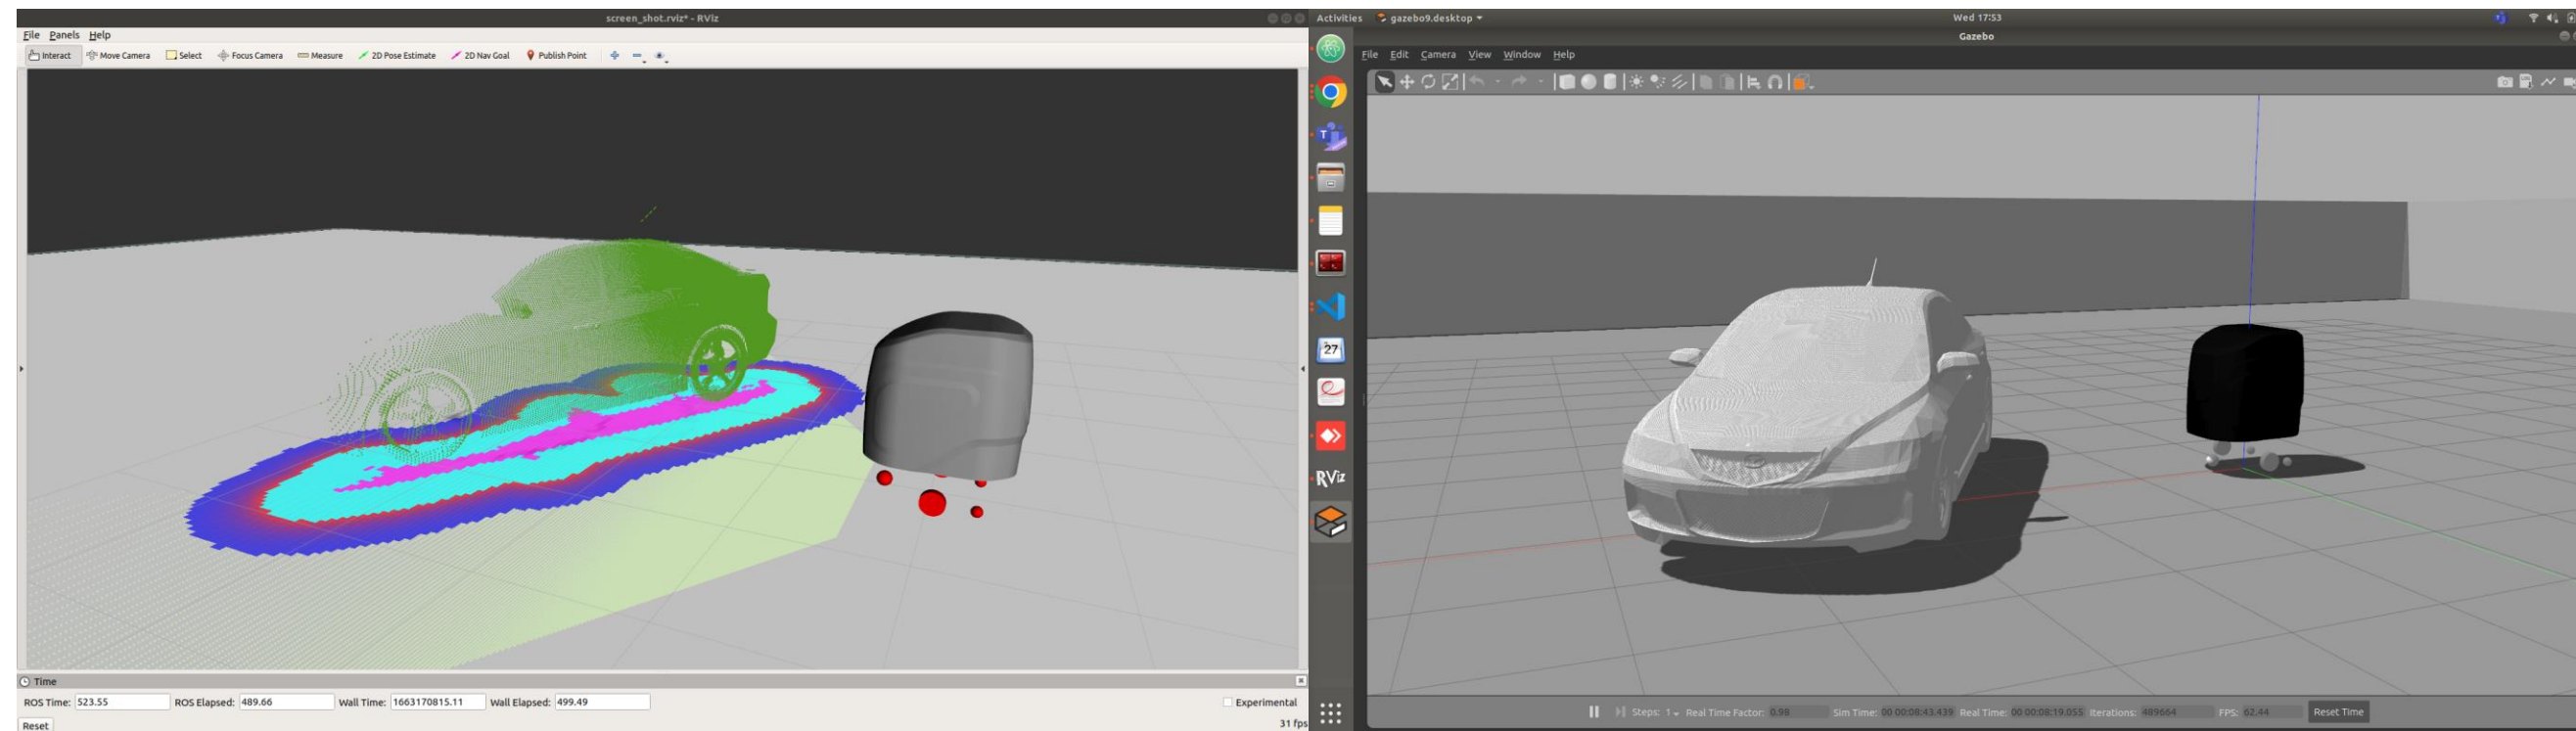 screen_shot.rviz* - RViz
File Panels Help
Interact Move Camera Select Focus Camera Measure 2D Pose Estimate 2D Nav Goal Publish Point
Time
ROS Time: 523.55 ROS Elapsed: 489.66 Wall Time: 1663170815.11 Wall Elapsed: 499.49 Experimental
Reset 31 fps
Activities gazebo9.desktop Wed 17:53
Gazebo
File Edit Camera View Window Help
T
27
RViz
Steps: 1 Real Time Factor: 0.98 Sim Time: 00 00:08:43.439 Real Time: 00 00:08:19.055 Iterations: 489664 FPS: 62.44 Reset Time